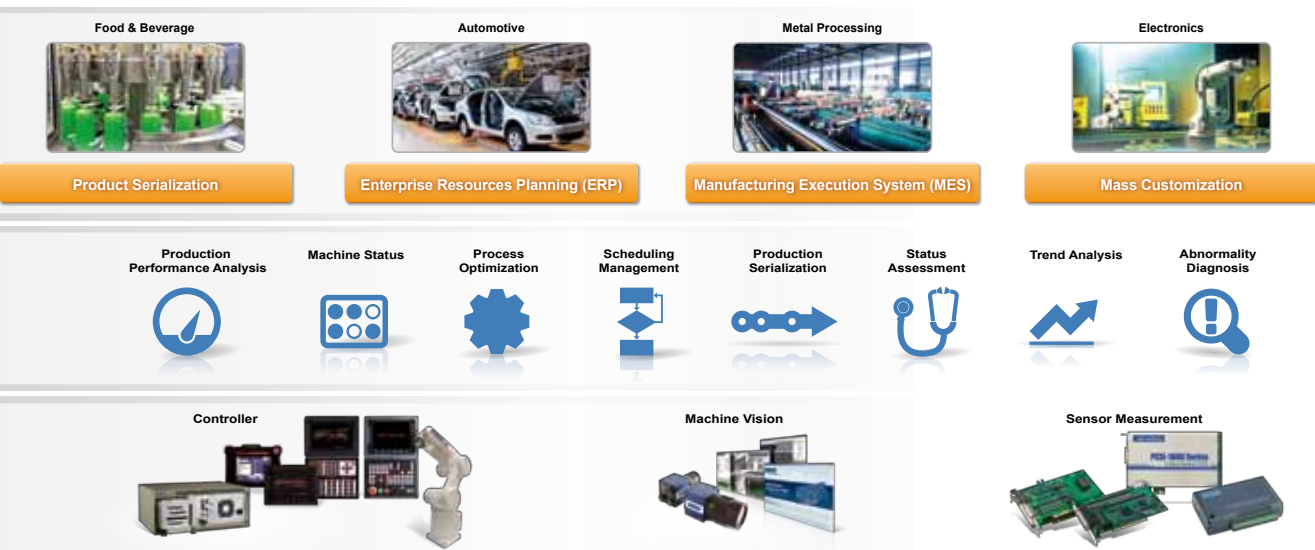 Food & Beverage
Automotive
Metal Processing
Electronics
Product Serialization
Enterprise Resources Planning (ERP)
Manufacturing Execution System (MES)
Mass Customization
Production
Performance Analysis
Machine Status
Process
Optimization
Scheduling
Management
Production
Serialization
Status
Assessment
Trend Analysis
Abnormality
Diagnosis
Controller
Machine Vision
Sensor Measurement